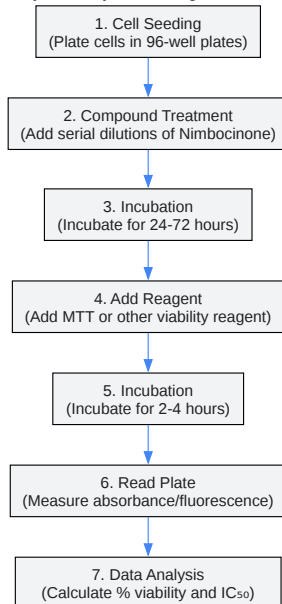 1. Cell Seeding
(Plate cells in 96-well plates)
2. Compound Treatment
(Add serial dilutions of Nimbocinone)
3. Incubation
(Incubate for 24-72 hours)
4. Add Reagent
(Add MTT or other viability reagent)
5. Incubation
(Incubate for 2-4 hours)
6. Read Plate
(Measure absorbance/fluorescence)
7. Data Analysis
(Calculate % viability and IC₅₀)